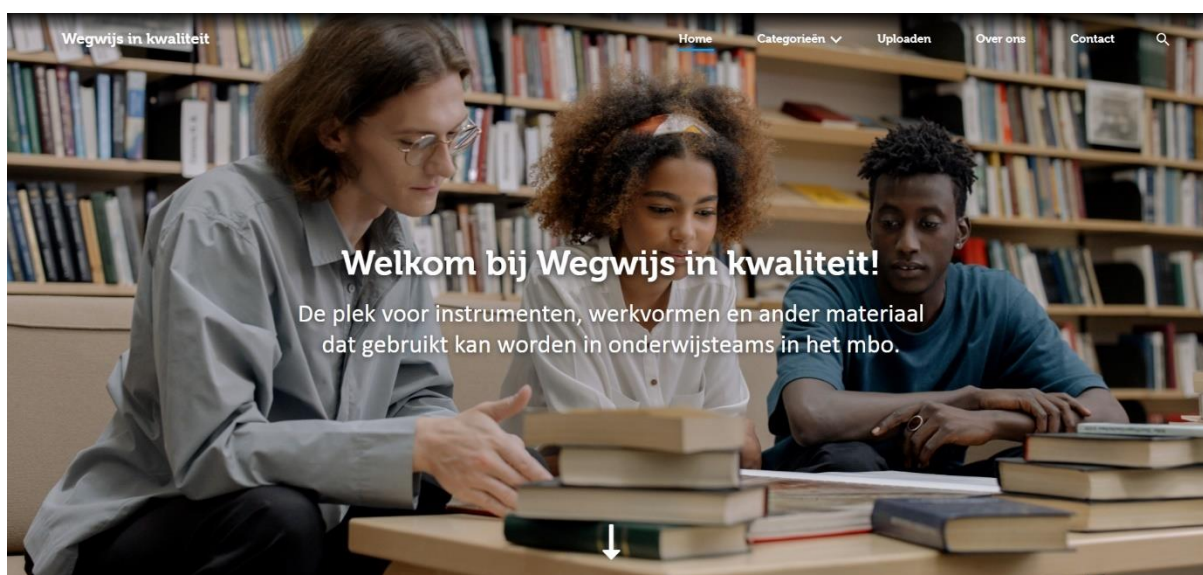 Wegwijs in kwaliteit
Home Categorieën Uploaden Over ons Contact
Welkom bij Wegwijs in kwaliteit!
De plek voor instrumenten, werkvormen en ander materiaal
dat gebruikt kan worden in onderwijsteams in het mbo.